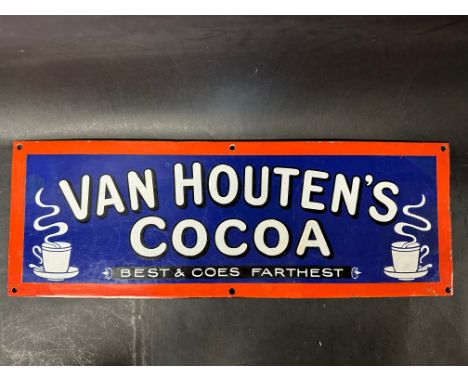 VAN HOUTEN'S
COCOA
BEST & GOES FARTHEST